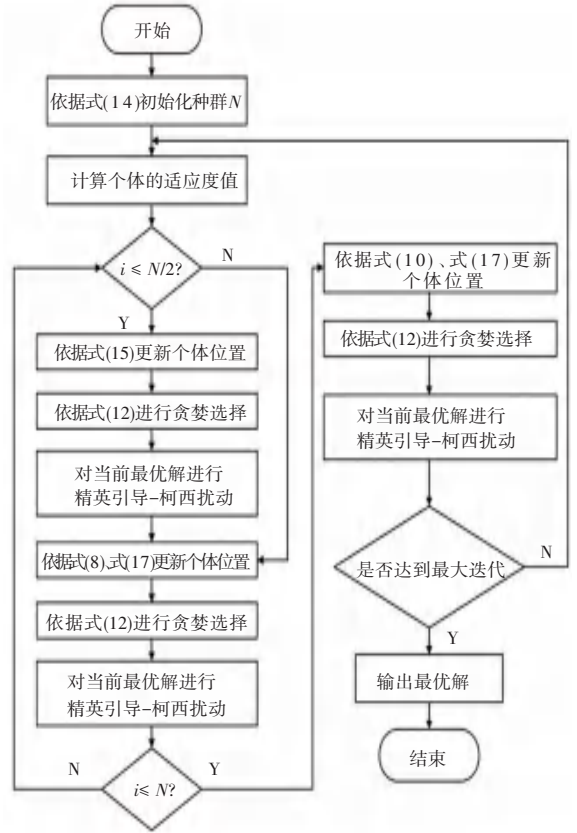 开始
依据式(14)初始化种群N
计算个体的适应度值
i≤N/2?
N
Y
依据式(15)更新个体位置
依据式(12)进行贪婪选择
对当前最优解进行
精英引导-柯西扰动
依据式(8)、式(17)更新个体位置
依据式(12)进行贪婪选择
对当前最优解进行
精英引导-柯西扰动
N
Y
i≤N?
依据式(10)、式(17)更新
个体位置
依据式(12)进行贪婪选择
对当前最优解进行
精英引导-柯西扰动
是否达到最大迭代
N
Y
输出最优解
结束